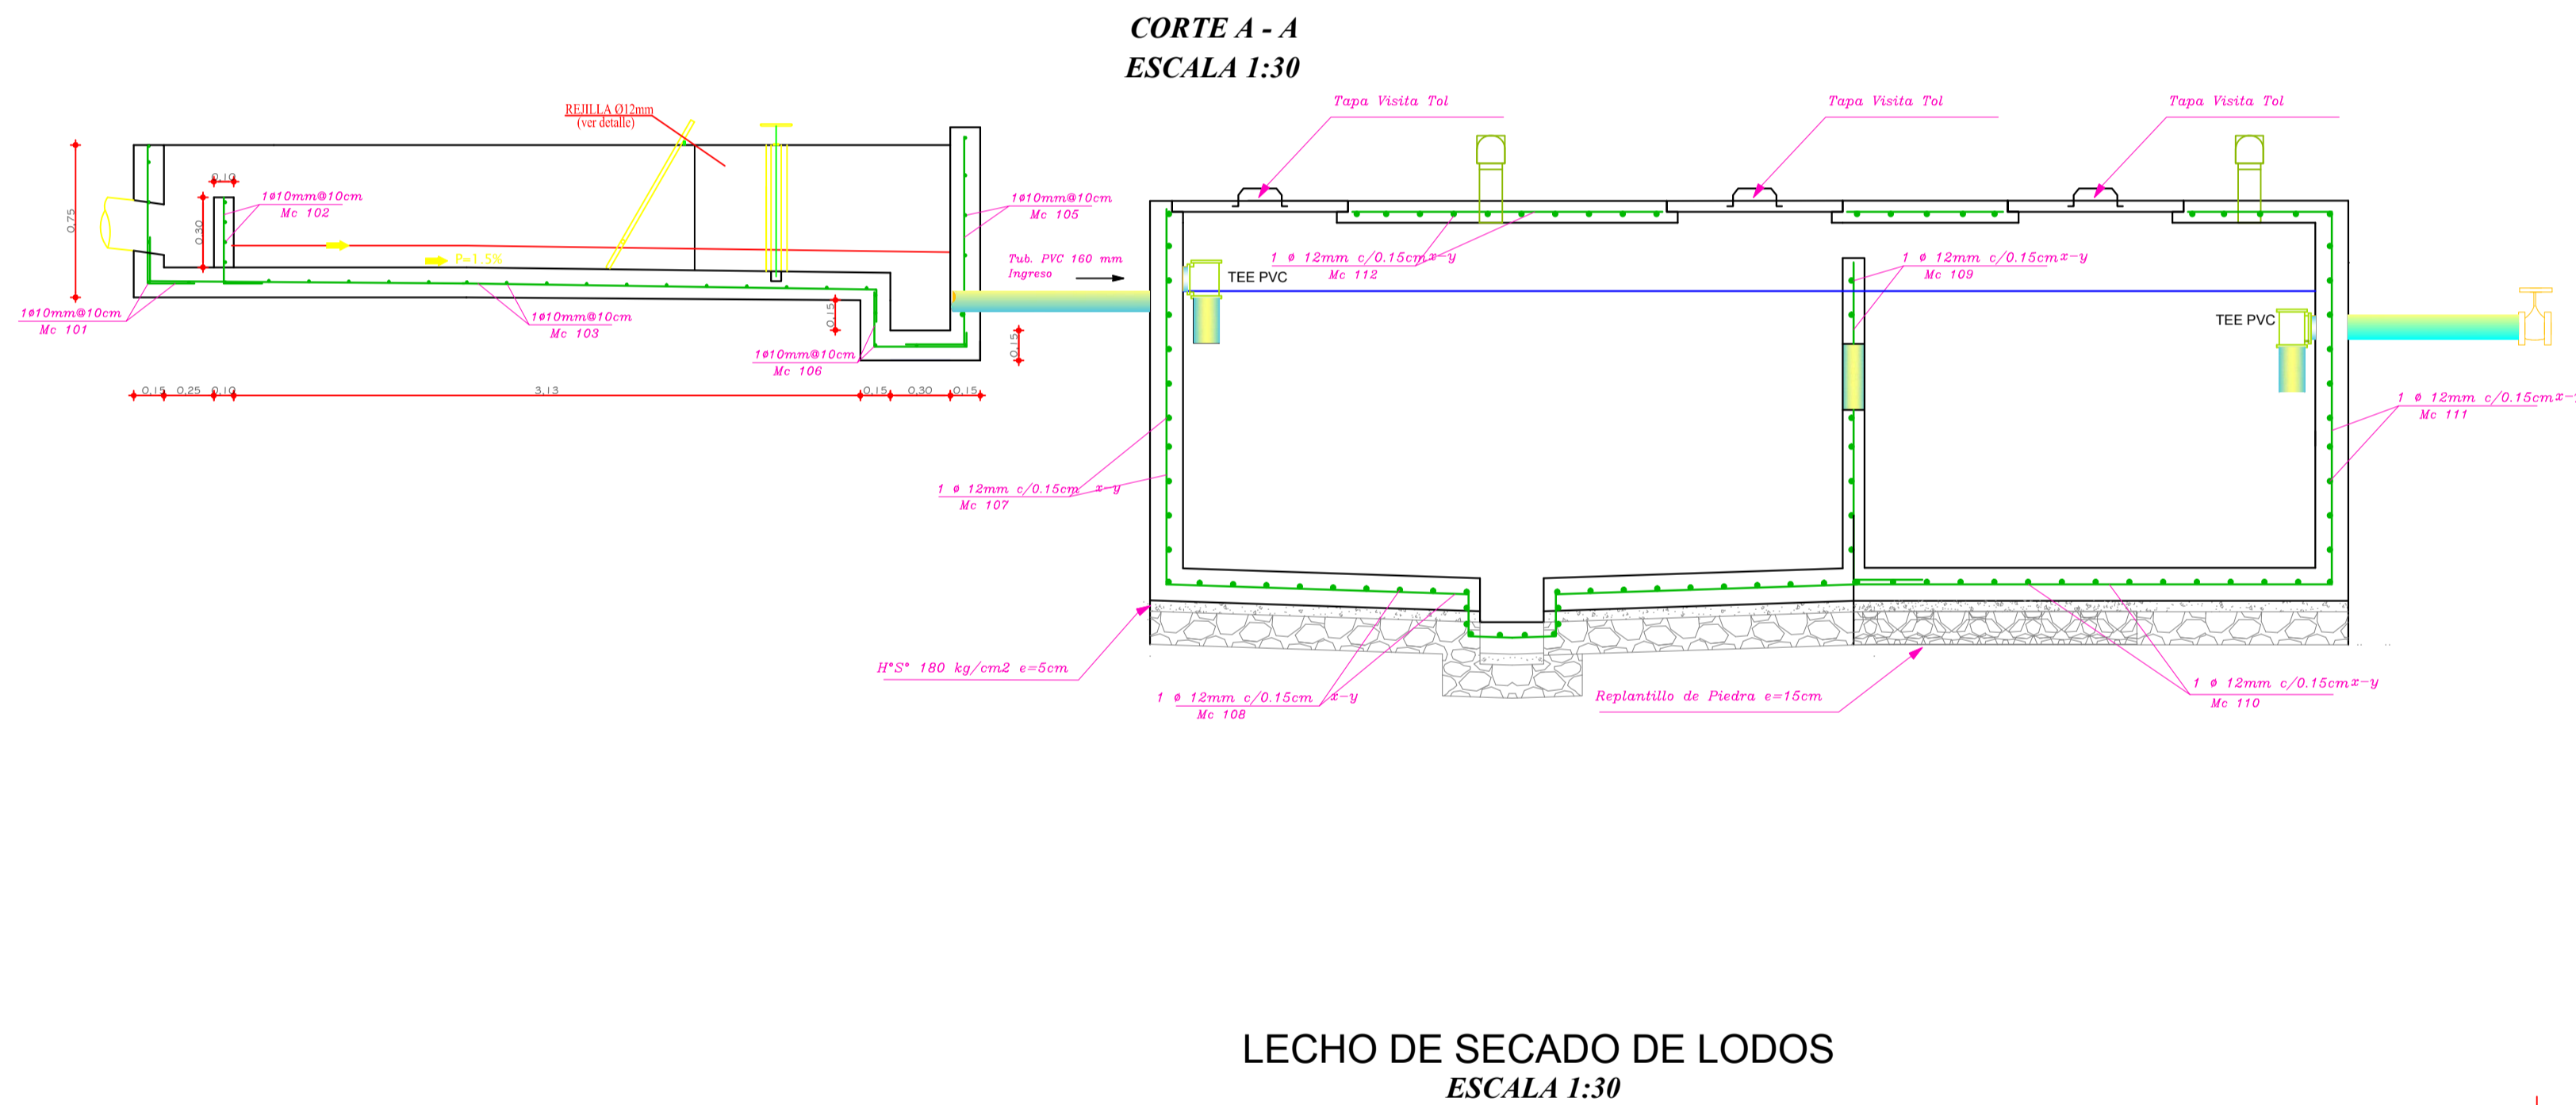 CORTE A - A
ESCALA 1:30
REJILLA Ø12mm
(ver detalle)
Tapa Visita Tol
Tapa Visita Tol
Tapa Visita Tol
0,75
0,10
0,30
1ø10mm@10cm
Mc 102
1ø10mm@10cm
Mc 105
P=1.5%
Tub. PVC 160 mm
Ingreso
TEE PVC
1 ø 12mm c/0.15cm x-y
Mc 112
1 ø 12mm c/0.15cm x-y
Mc 109
TEE PVC
1ø10mm@10cm
Mc 101
1ø10mm@10cm
Mc 103
0,15
1ø10mm@10cm
Mc 106
0,15
0,15
0,25
0,10
3,13
0,15
0,30
0,15
1 ø 12mm c/0.15cm x-y
Mc 111
1 ø 12mm c/0.15cm x-y
Mc 107
H°S° 180 kg/cm2 e=5cm
1 ø 12mm c/0.15cm x-y
Mc 108
Replantillo de Piedra e=15cm
1 ø 12mm c/0.15cm x-y
Mc 110
LECHO DE SECADO DE LODOS
ESCALA 1:30